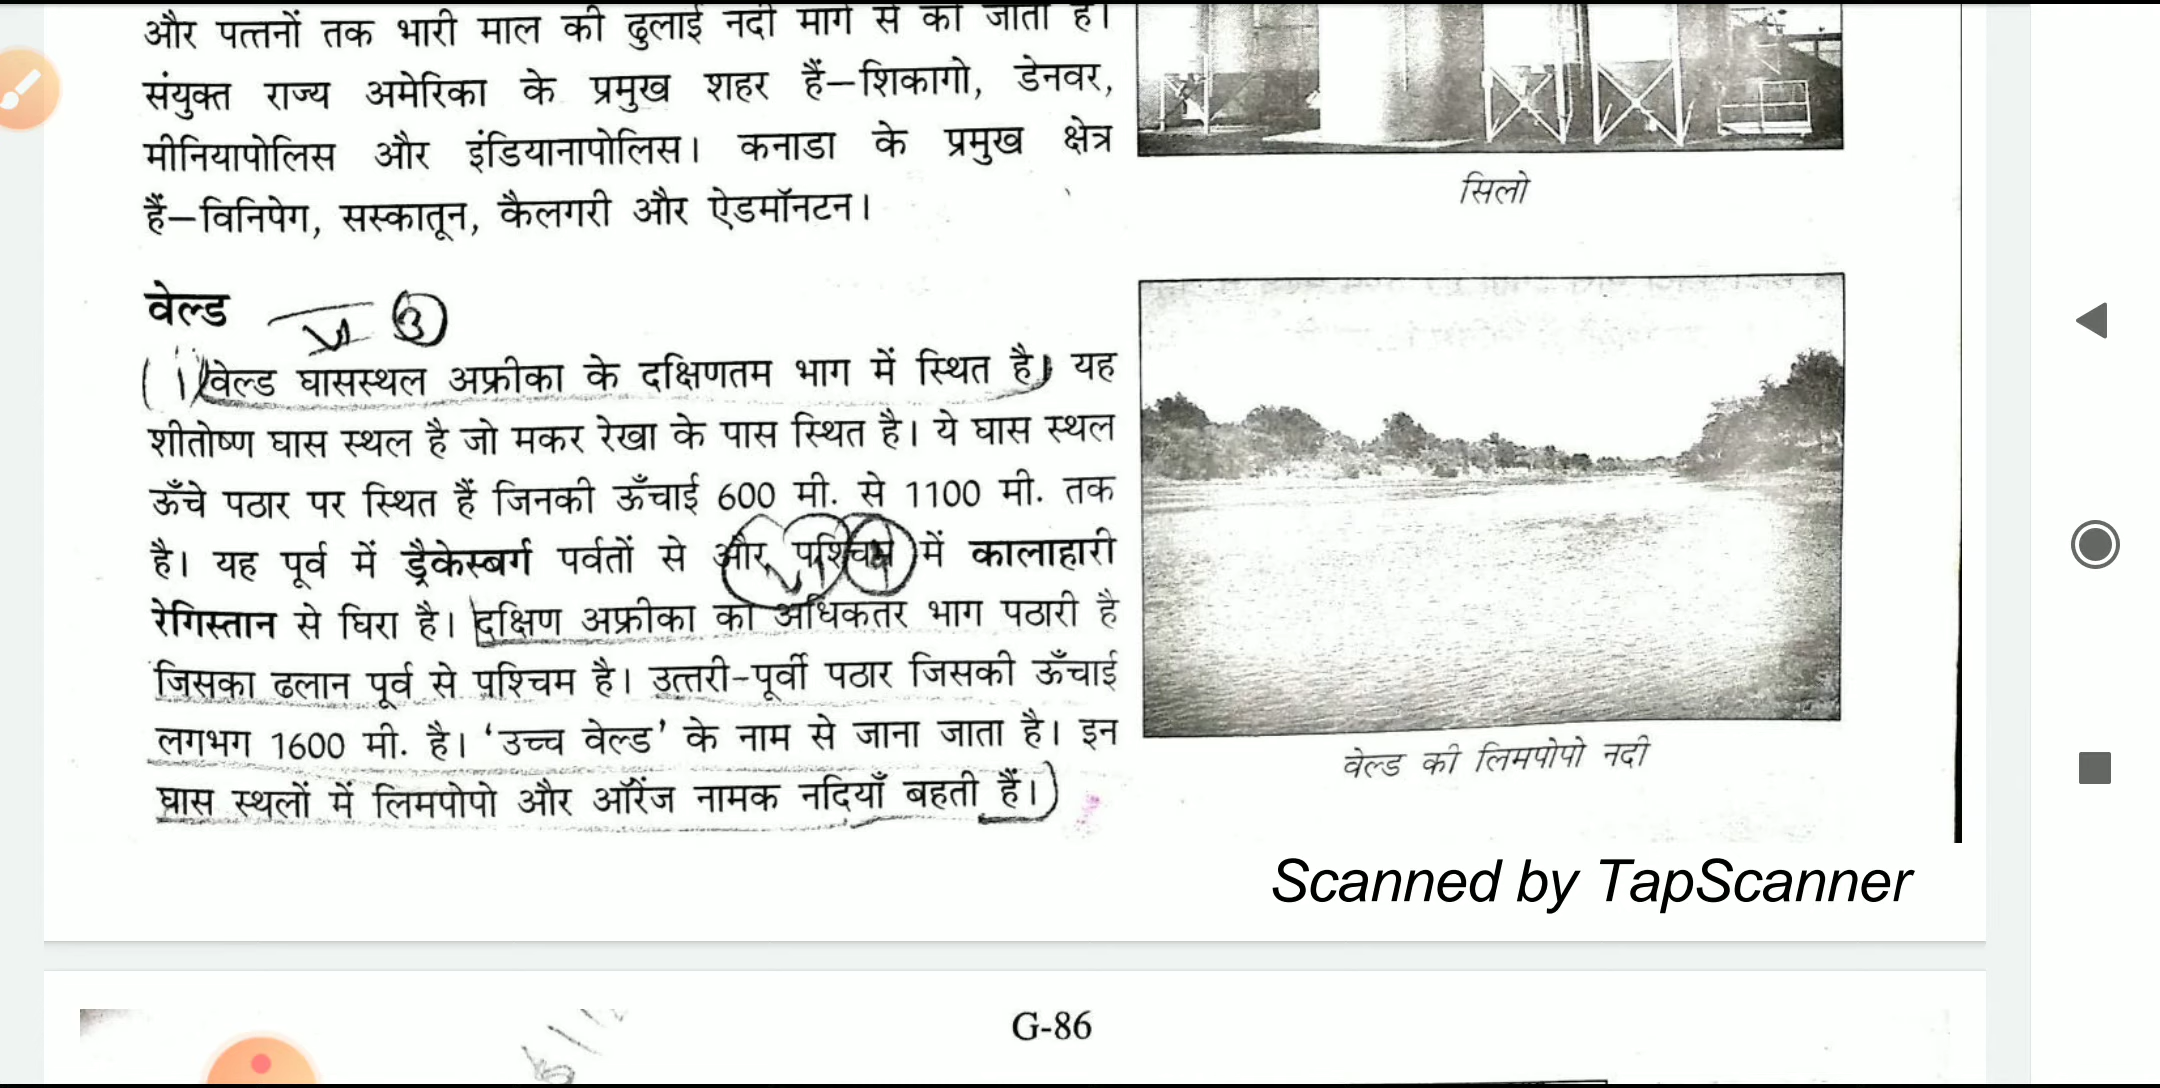 और पत्तनों तक भारी माल की ढुलाई नदी मार्ग से की जाती है।
संयुक्त राज्य अमेरिका के प्रमुख शहर हैं—शिकागो, डेनवर,
मीनियापोलिस और इंडियानापोलिस। कनाडा के प्रमुख क्षेत्र
हैं—विनिपेग, सस्कातून, कैलगरी और ऐडमॉनटन।
सिलो
वेल्ड
3
(1) वेल्ड घासस्थल अफ्रीका के दक्षिणतम भाग में स्थित है। यह
शीतोष्ण घास स्थल है जो मकर रेखा के पास स्थित है। ये घास स्थल
ऊँचे पठार पर स्थित हैं जिनकी ऊँचाई 600 मी. से 1100 मी. तक
है। यह पूर्व में ड्रैकेस्बर्ग पर्वतों से और पश्चिम में कालाहारी
रेगिस्तान से घिरा है। दक्षिण अफ्रीका का अधिकतर भाग पठारी है
जिसका ढलान पूर्व से पश्चिम है। उत्तरी-पूर्वी पठार जिसकी ऊँचाई
लगभग 1600 मी. है। ‘उच्च वेल्ड’ के नाम से जाना जाता है। इन
घास स्थलों में लिमपोपो और ऑरेंज नामक नदियाँ बहती हैं।)
वेल्ड की लिमपोपो नदी
Scanned by TapScanner
G-86